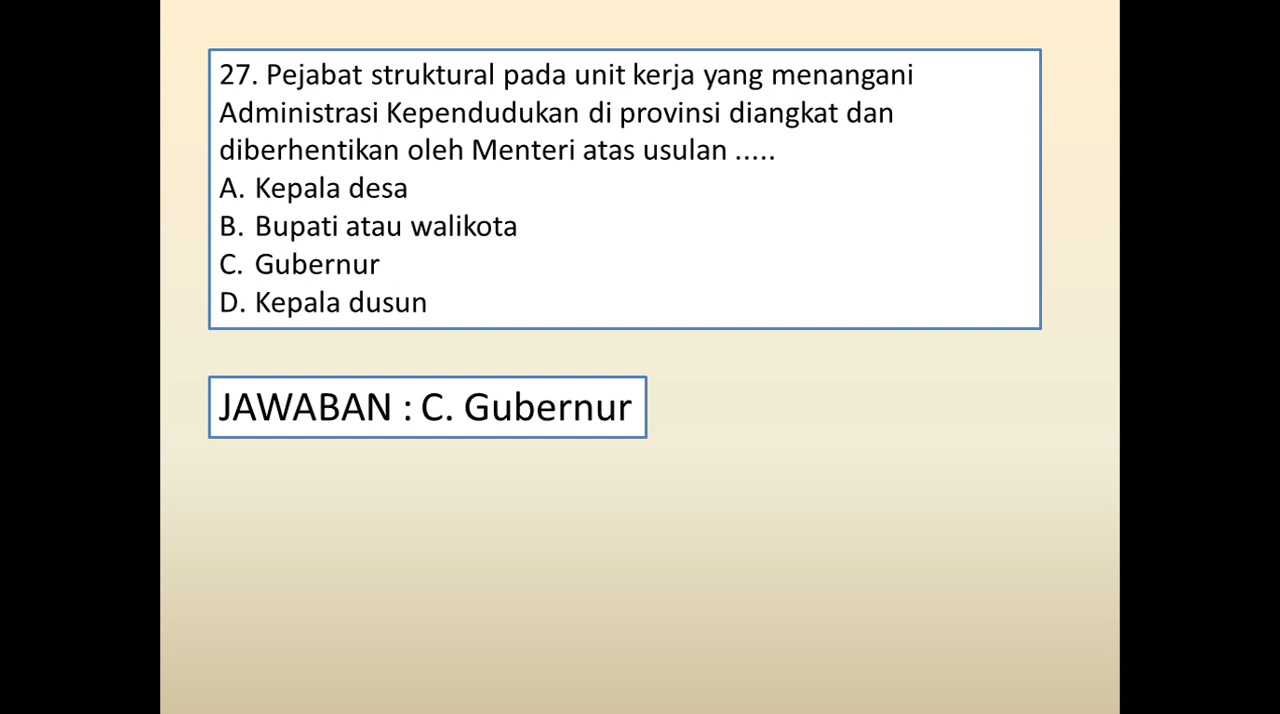 27. Pejabat struktural pada unit kerja yang menangani
Administrasi Kependudukan di provinsi diangkat dan
diberhentikan oleh Menteri atas usulan .....
A. Kepala desa
B. Bupati atau walikota
C. Gubernur
D. Kepala dusun
JAWABAN : C. Gubernur